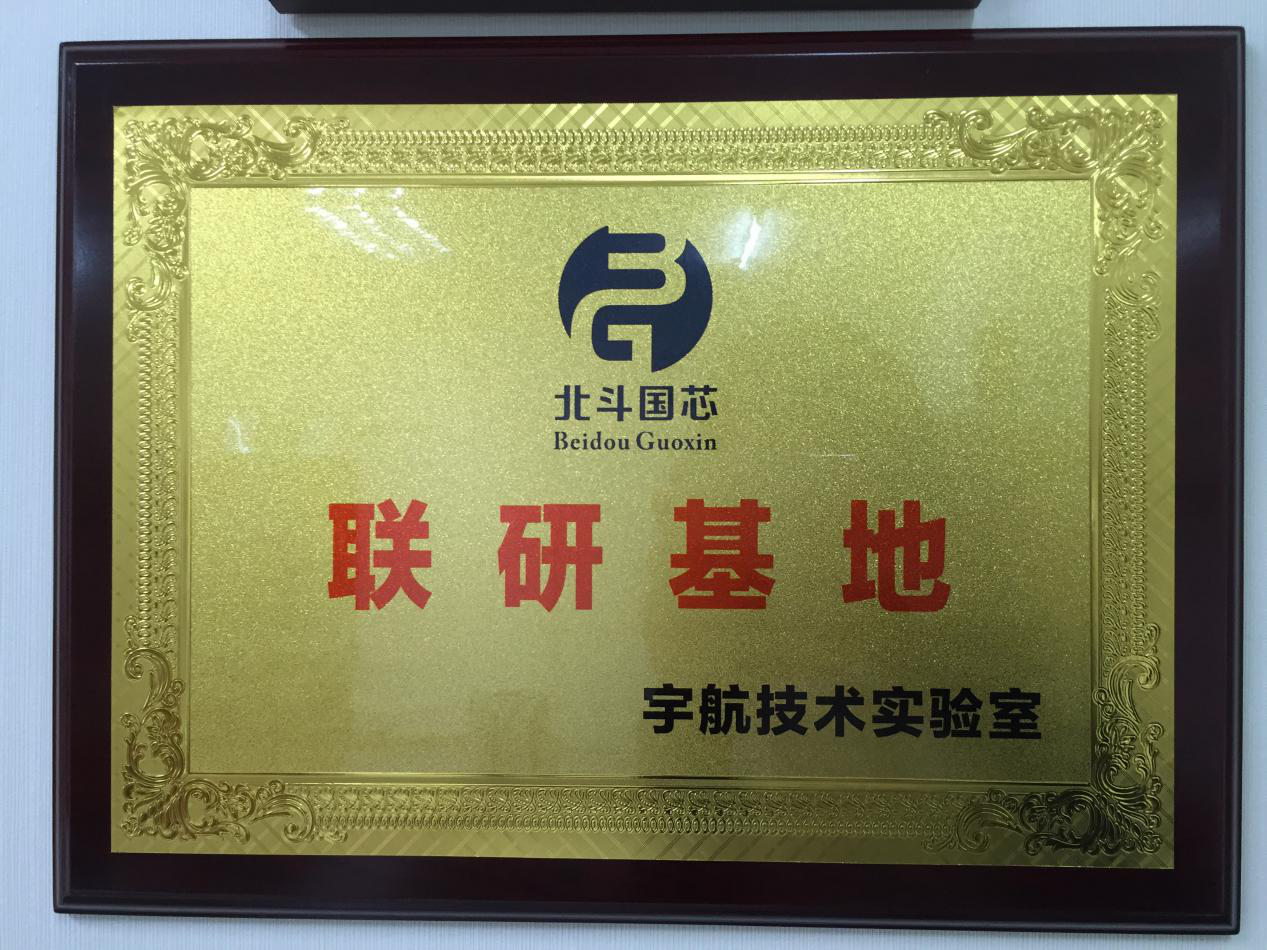 北斗国芯
Beidou Guoxin
联研基地
宇航技术实验室